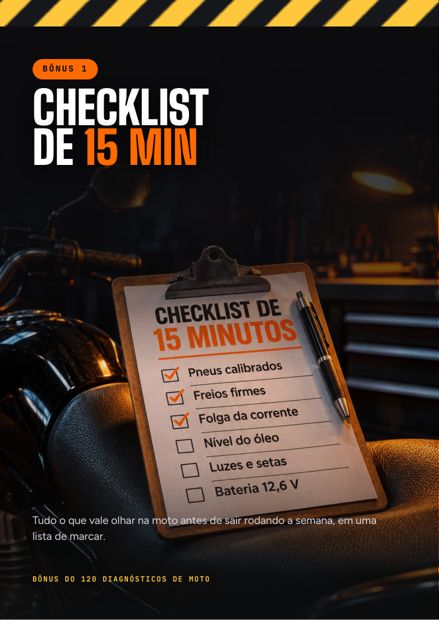 BÔNUS 1
CHECKLIST
DE 15 MIN
CHECKLIST DE
15 MINUTOS
Pneus calibrados
Freios firmes
Folga da corrente
Nível do óleo
Luzes e setas
Bateria 12,6 V
Tudo o que vale olhar na moto antes de sair rodando a semana, em uma
lista de marcar.
BÔNUS DO 120 DIAGNÓSTICOS DE MOTO